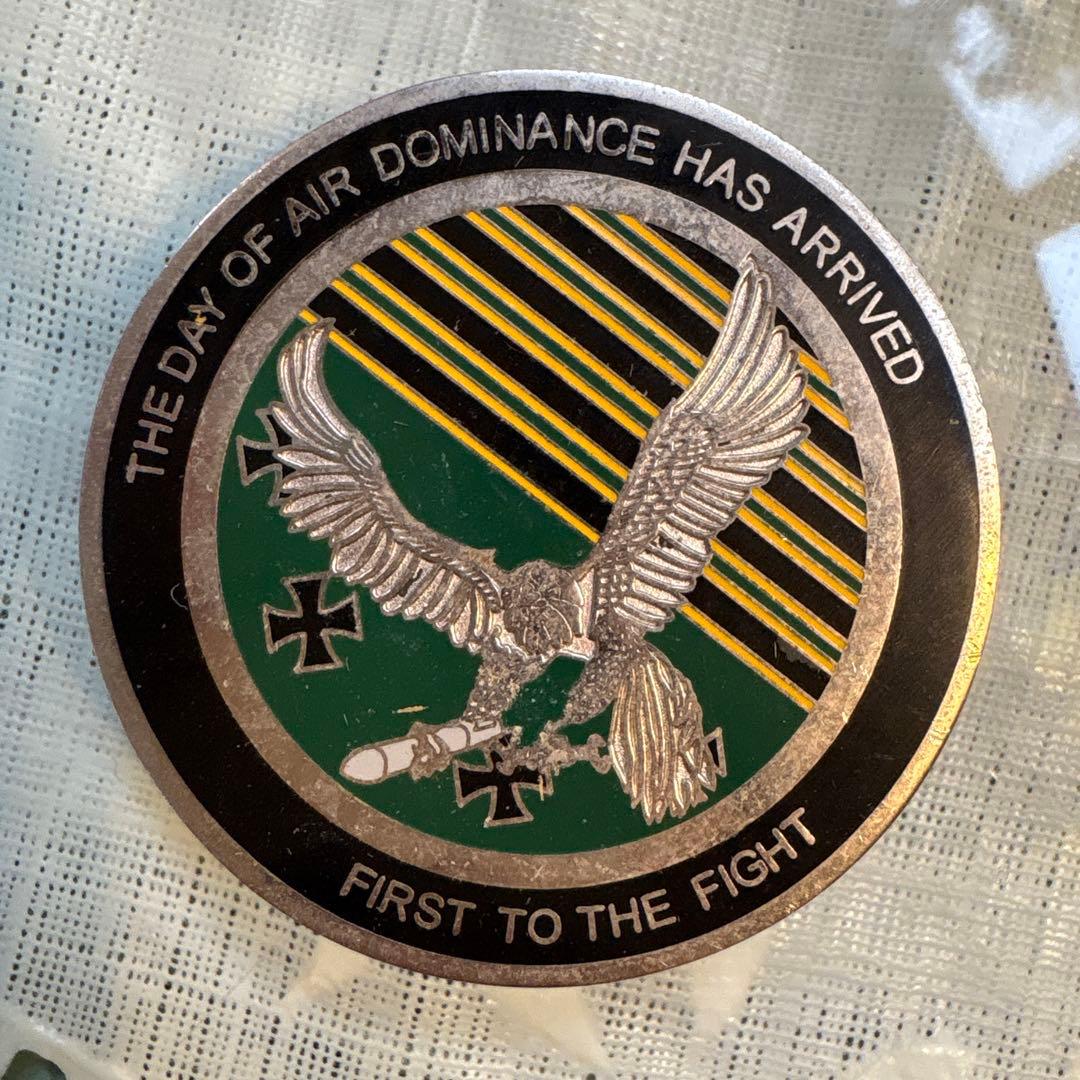 THE DAY OF AIR DOMINANCE HAS ARRIVED
FIRST TO THE FIGHT